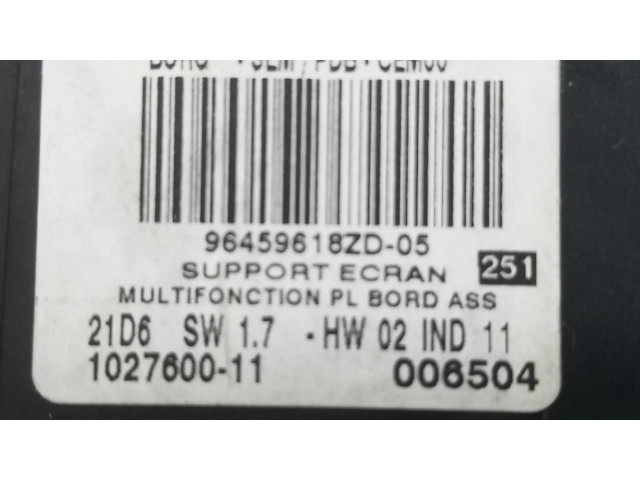 96459618ZD-05
SUPPORT ECRAN 251
MULTIFONCTION PL BORD ASS
21D6 SW 1.7 - HW 02 IND 11
1027600-11 006504